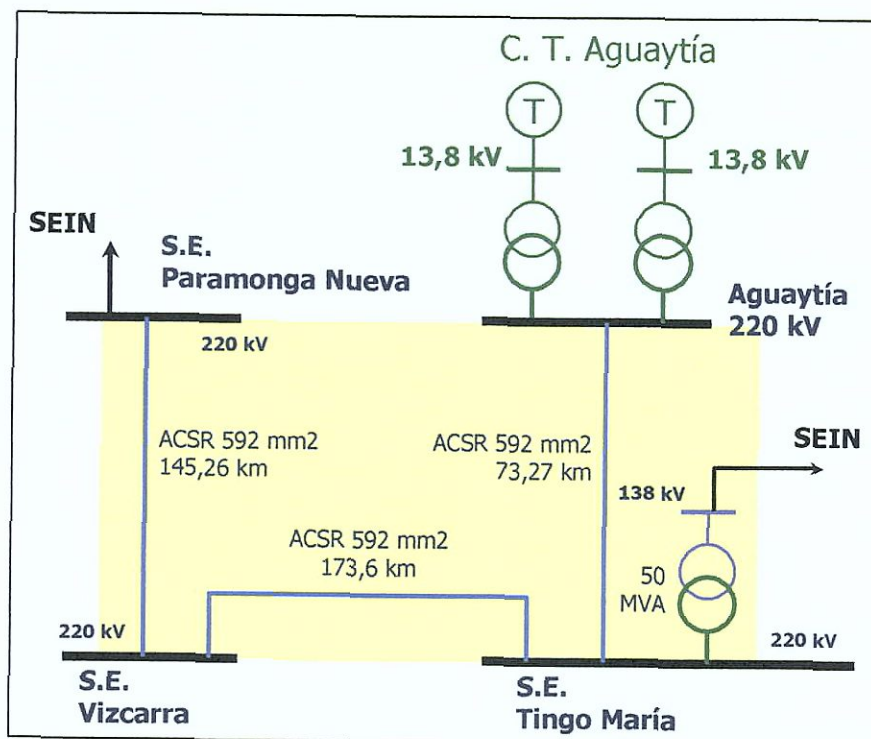 C. T. Aguaytía
T
T
13,8 kV
13,8 kV
SEIN
S.E.
Paramonga Nueva
Aguaytía
220 kV
220 kV
ACSR 592 mm2
145,26 km
ACSR 592 mm2
73,27 km
SEIN
138 kV
ACSR 592 mm2
173,6 km
50
MVA
220 kV
220 kV
S.E.
Vizcarra
S.E.
Tingo María